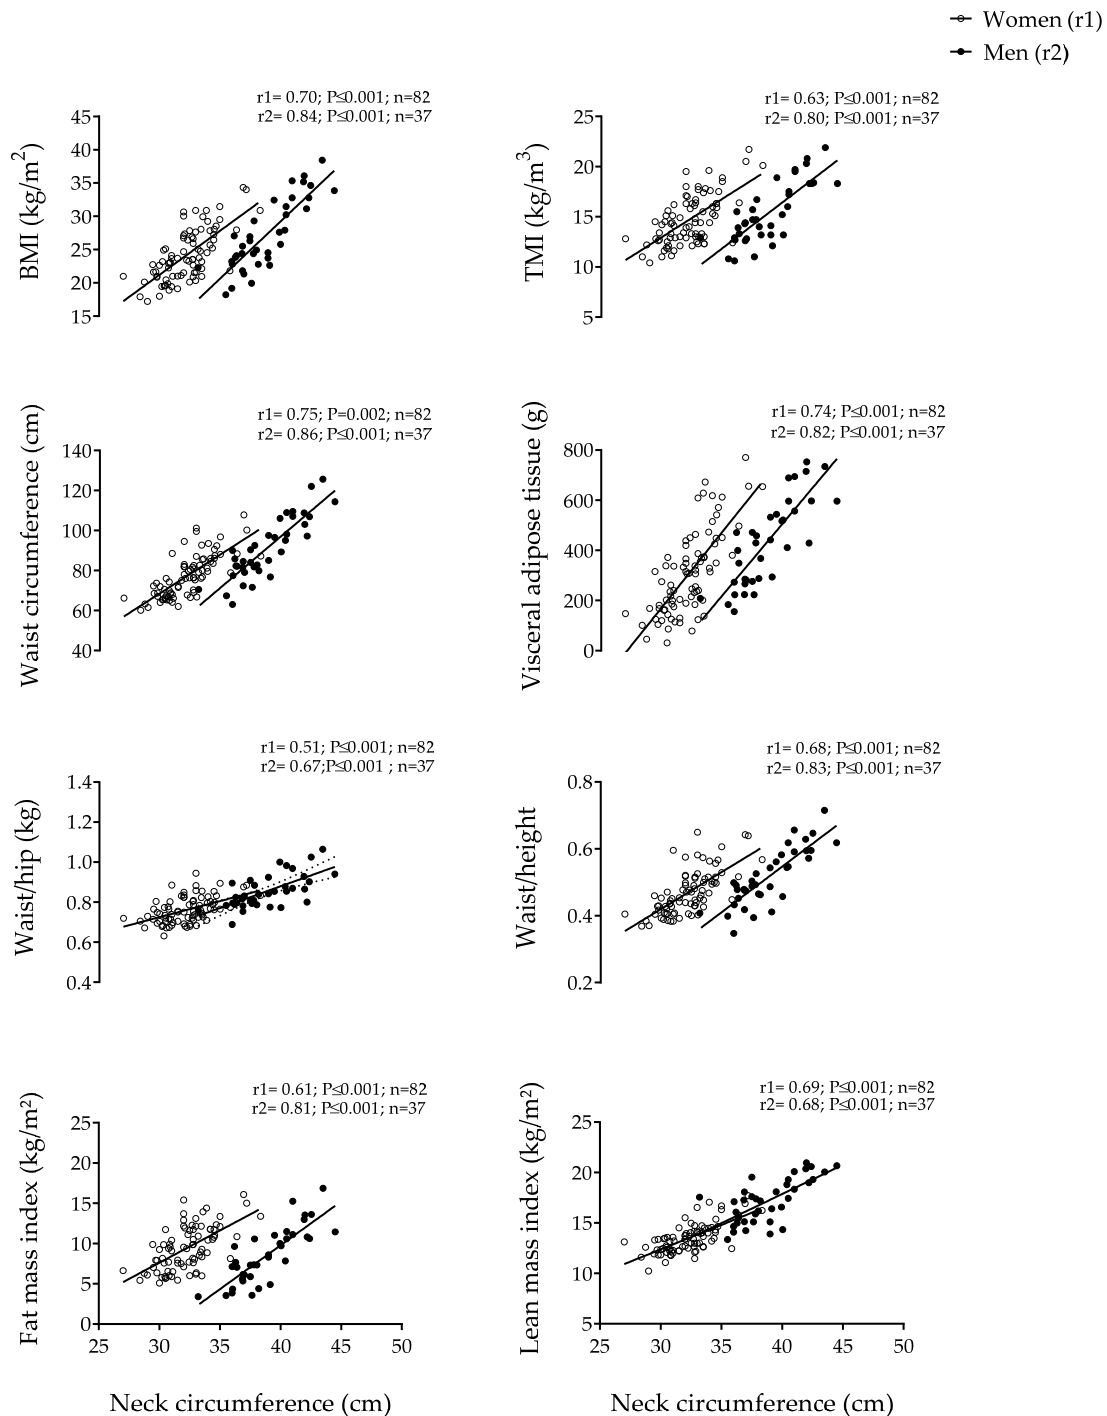 Women (r1)
Men (r2)
r1= 0.70; P≤0.001; n=82
r2= 0.84; P≤0.001; n=37
BMI (kg/m²)
45
40
35
30
25
20
15
r1= 0.63; P≤0.001; n=82
r2= 0.80; P≤0.001; n=37
TMI (kg/m³)
25
20
15
10
5
r1= 0.75; P=0.002; n=82
r2= 0.86; P≤0.001; n=37
Waist circumference (cm)
140
120
100
80
60
40
r1= 0.74; P≤0.001; n=82
r2= 0.82; P≤0.001; n=37
Visceral adipose tissue (g)
800
600
400
200
0
r1= 0.51; P≤0.001; n=82
r2= 0.67;P≤0.001 ; n=37
Waist/hip (kg)
1.4
1.2
1.0
0.8
0.6
0.4
r1= 0.68; P≤0.001; n=82
r2= 0.83; P≤0.001; n=37
Waist/height
0.8
0.6
0.4
0.2
r1= 0.61; P≤0.001; n=82
r2= 0.81; P≤0.001; n=37
Fat mass index (kg/m²)
25
20
15
10
5
0
25 30 35 40 45 50
Neck circumference (cm)
r1= 0.69; P≤0.001; n=82
r2= 0.68; P≤0.001; n=37
Lean mass index (kg/m²)
25
20
15
10
5
25 30 35 40 45 50
Neck circumference (cm)